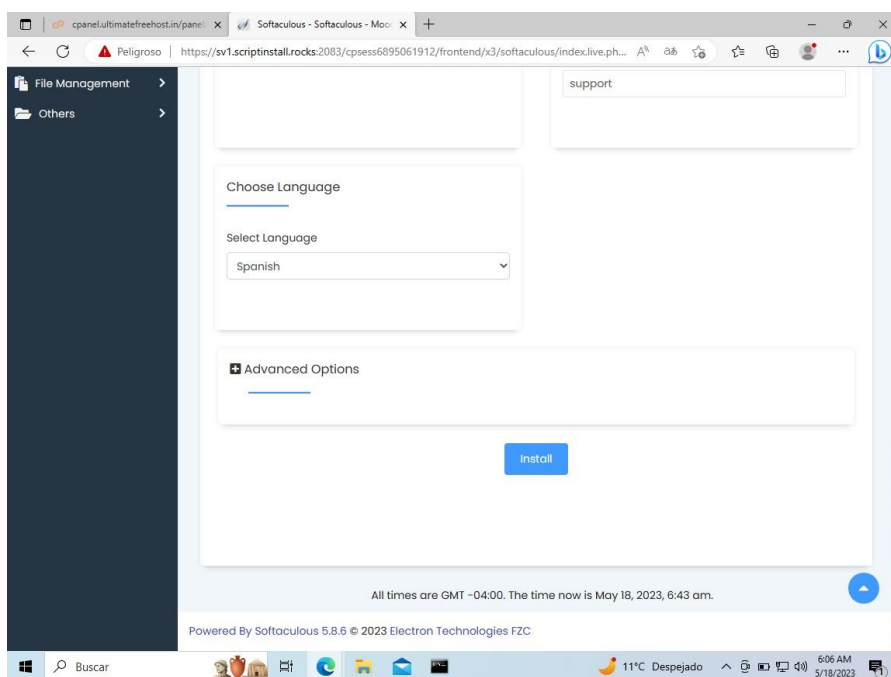 cpanel.ultimatefreehost.in/panel
Softaculous - Softaculous - Moo
Peligroso
https://sv1.scriptinstall.rocks:2083/cpsess6895061912/frontend/x3/softaculous/index.live.ph...
File Management
Others
support
Choose Language
Select Language
Spanish
Advanced Options
Install
All times are GMT -04:00. The time now is May 18, 2023, 6:43 am.
Powered By Softaculous 5.8.6 © 2023 Electron Technologies FZC
Buscar
11°C Despejado
6:06 AM
5/18/2023